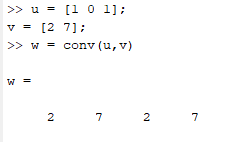 >> u = [1 0 1];
v = [2 7];
>> w = conv(u,v)
w =
2 7 2 7